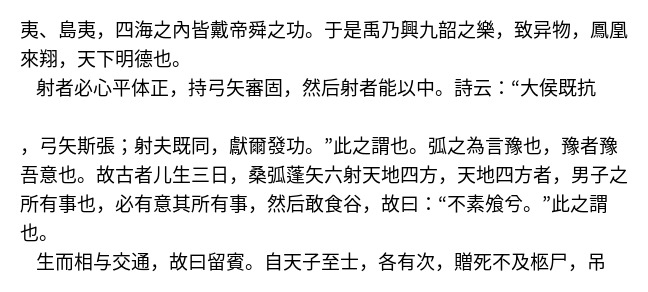 夷、島夷，四海之內皆戴帝舜之功。于是禹乃興九韶之樂，致异物，鳳凰
來翔，天下明德也。
射者必心平体正，持弓矢審固，然后射者能以中。詩云：“大侯既抗
，弓矢斯張；射夫既同，獻爾發功。”此之謂也。弧之為言豫也，豫者豫
吾意也。故古者儿生三日，桑弧蓬矢六射天地四方，天地四方者，男子之
所有事也，必有意其所有事，然后敢食谷，故曰：“不素飧兮。”此之謂
也。
生而相与交通，故曰留賓。自天子至士，各有次，贈死不及柩尸，吊